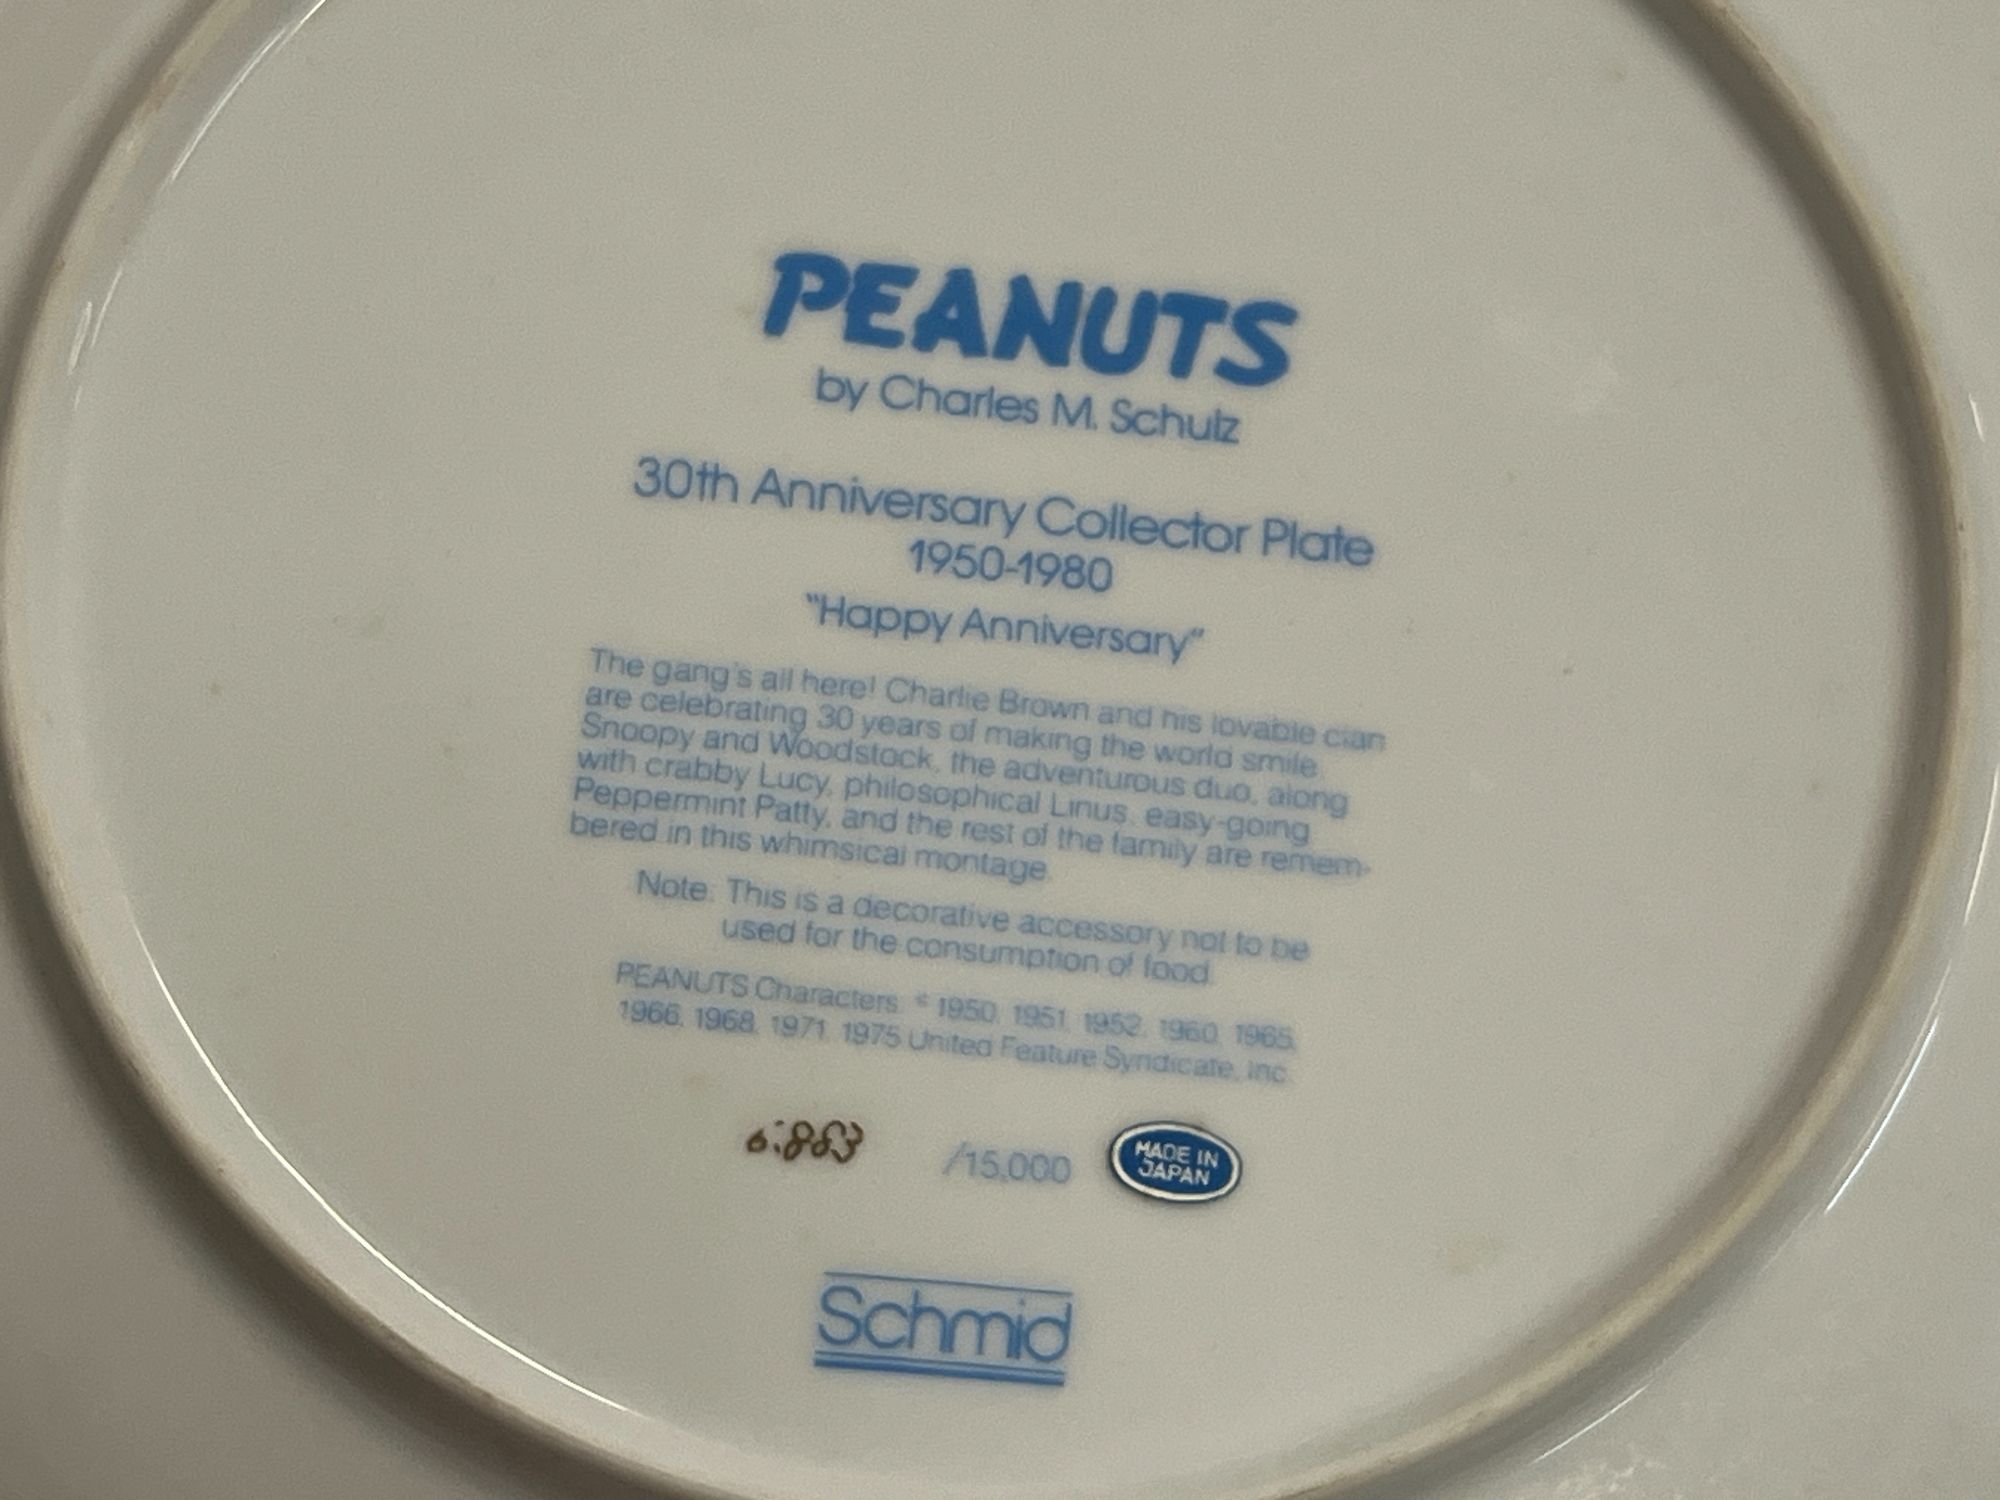 PEANUTS
by Charles M. Schulz
30th Anniversary Collector Plate
1950-1980
"Happy Anniversary"
The gang's all here! Charlie Brown and his lovable clan
are celebrating 30 years of making the world smile.
Snoopy and Woodstock, the adventurous duo, along
with crabby Lucy, philosophical Linus, easy-going
Peppermint Patty, and the rest of the family are remem-
bered in this whimsical montage.
Note: This is a decorative accessory not to be
used for the consumption of food.
PEANUTS Characters: © 1950, 1951, 1952, 1960, 1965,
1966, 1968, 1971, 1975 United Feature Syndicate, Inc.
/15,000
MADE IN
JAPAN
Schmid